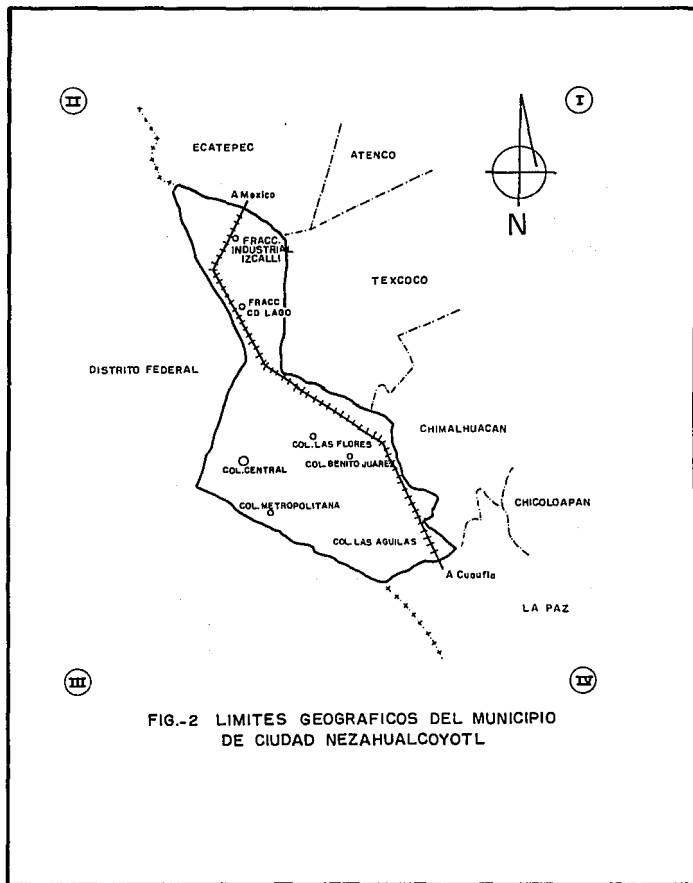 II
I
ECATEPEC
ATENCO
A Mexico
N
FRACC.
INDUSTRIAL
IZCALLI
TEXCOCO
FRACC
CD LAGO
DISTRITO FEDERAL
CHIMALHUACAN
COL. LAS FLORES
COL. BENITO JUAREZ
COL. CENTRAL
CHICOLOAPAN
COL. METROPOLITANA
COL. LAS AGUILAS
A Cuautla
LA PAZ
III
IV
FIG.-2 LIMITES GEOGRAFICOS DEL MUNICIPIO
DE CIUDAD NEZAHUALCOYOTL